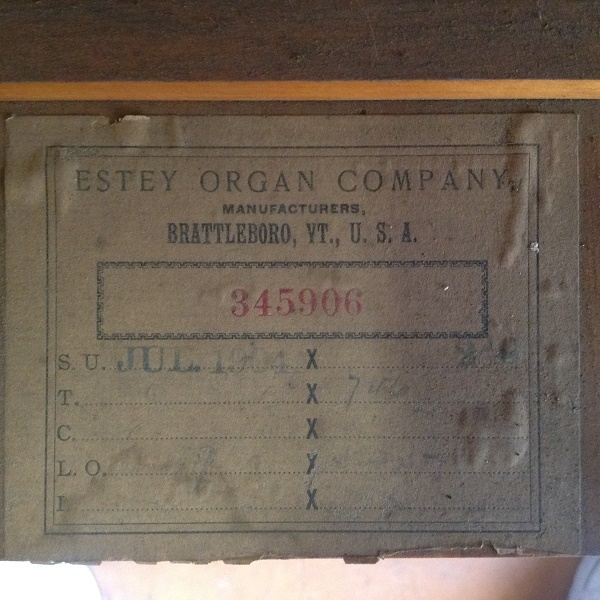 ESTEY ORGAN COMPANY,
MANUFACTURERS,
BRATTLEBORO, VT., U. S. A.
345906
S. U. JUL. 1904 X
T. X
C. X
L. O. X
X